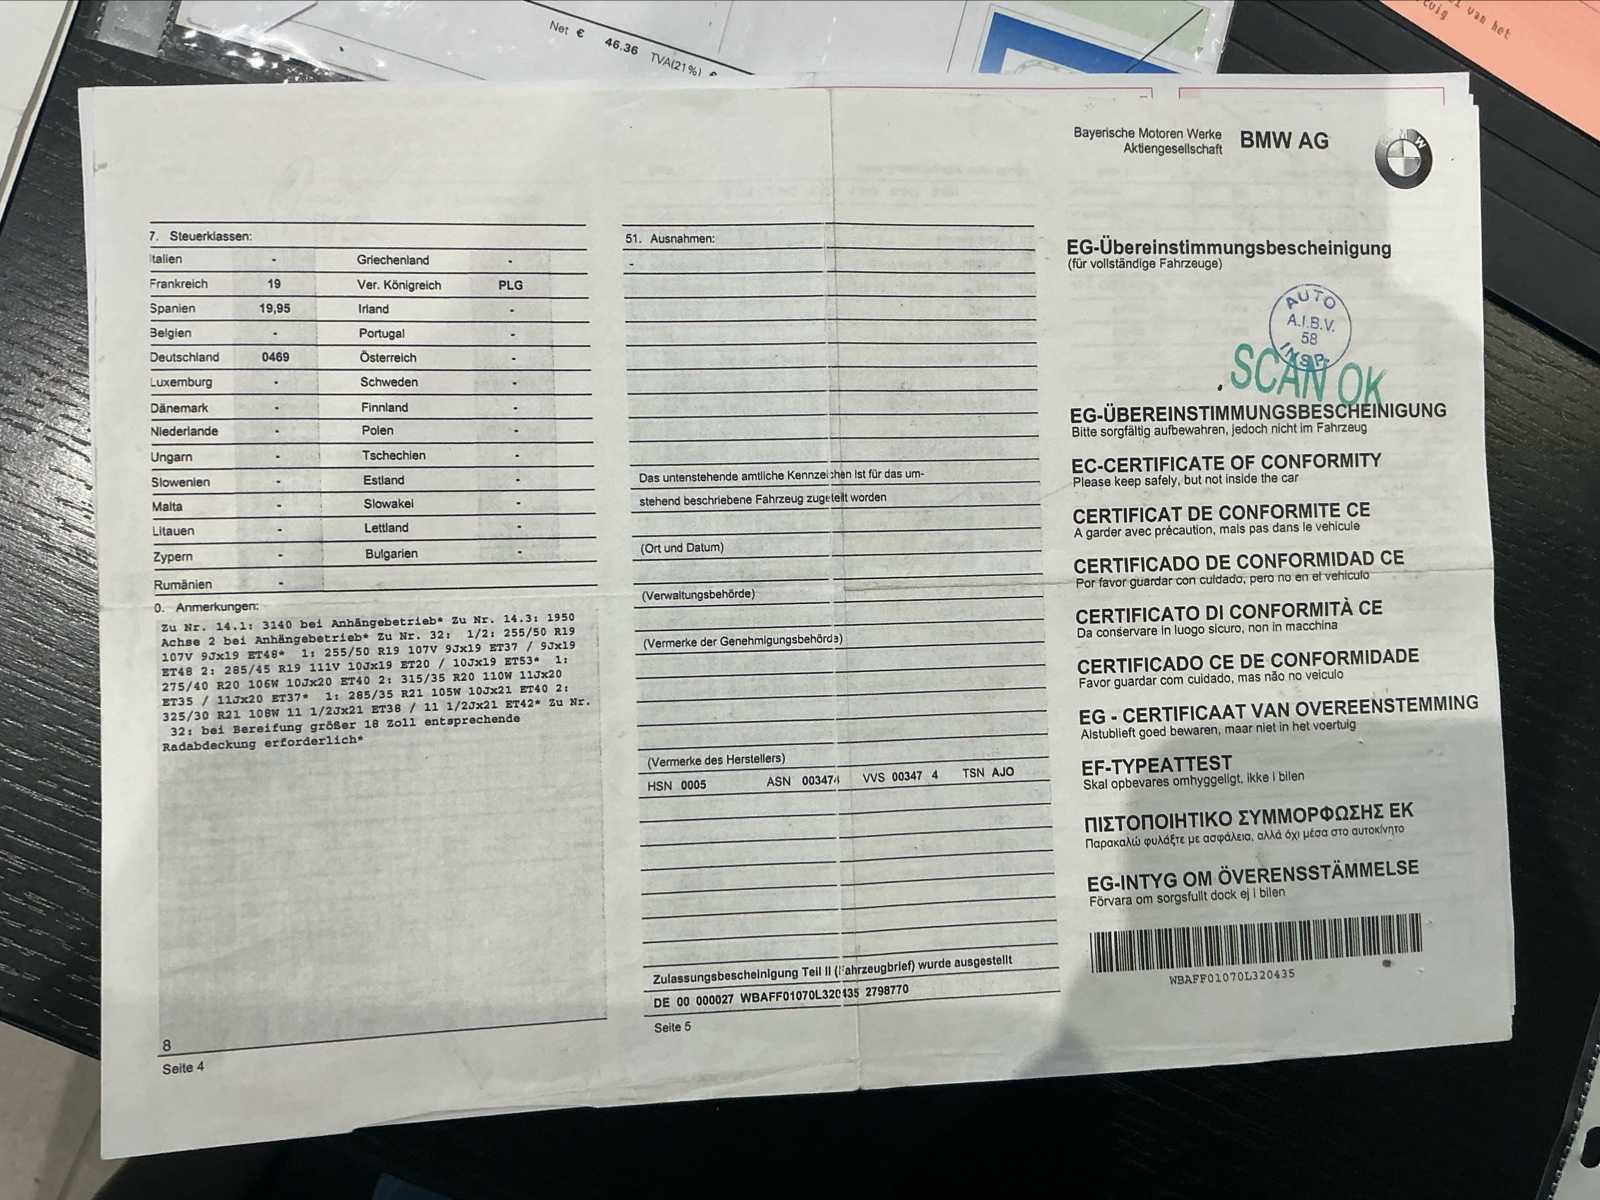 Net € 46.36 TVA(21%) €
van het
Bayerische Motoren Werke
Aktiengesellschaft
BMW AG
7. Steuerklassen:
Italien - Griechenland -
Frankreich 19 Ver. Königreich PLG
Spanien 19,95 Irland -
Belgien - Portugal -
Deutschland 0469 Österreich -
Luxemburg - Schweden -
Dänemark - Finnland -
Niederlande - Polen -
Ungarn - Tschechien -
Slowenien - Estland -
Malta - Slowakei -
Litauen - Lettland -
Zypern - Bulgarien -
Rumänien -
0. Anmerkungen:
Zu Nr. 14.1: 3140 bei Anhängebetrieb* Zu Nr. 14.3: 1950
Achse 2 bei Anhängebetrieb* Zu Nr. 32: 1/2: 255/50 R19
107V 9Jx19 ET48* 1: 255/50 R19 107V 9Jx19 ET37 / 9Jx19
ET48 2: 285/45 R19 111V 10Jx19 ET20 / 10Jx19 ET53* 1:
275/40 R20 106W 10Jx20 ET40 2: 315/35 R20 110W 11Jx20
ET35 / 11Jx20 ET37* 1: 285/35 R21 105W 10Jx21 ET40 2:
325/30 R21 108W 11 1/2Jx21 ET38 / 11 1/2Jx21 ET42* Zu Nr.
32: bei Bereifung größer 18 Zoll entsprechende
Radabdeckung erforderlich*
8
Seite 4
51. Ausnahmen:
-
Das untenstehende amtliche Kennzeichen ist für das um-
stehend beschriebene Fahrzeug zugeteilt worden
(Ort und Datum)
(Verwaltungsbehörde)
(Vermerke der Genehmigungsbehörde)
(Vermerke des Herstellers)
HSN 0005 ASN 00347 VVS 00347 4 TSN AJO
Zulassungsbescheinigung Teil II (Fahrzeugbrief) wurde ausgestellt
DE 00 000027 WBAFF01070L320435 2798770
Seite 5
EG-Übereinstimmungsbescheinigung
(für vollständige Fahrzeuge)
AUTO
A.I.B.V.
58
INSP.
SCAN OK
EG-ÜBEREINSTIMMUNGSBESCHEINIGUNG
Bitte sorgfältig aufbewahren, jedoch nicht im Fahrzeug
EC-CERTIFICATE OF CONFORMITY
Please keep safely, but not inside the car
CERTIFICAT DE CONFORMITE CE
A garder avec précaution, mais pas dans le vehicule
CERTIFICADO DE CONFORMIDAD CE
Por favor guardar con cuidado, pero no en el vehiculo
CERTIFICATO DI CONFORMITÀ CE
Da conservare in luogo sicuro, non in macchina
CERTIFICADO CE DE CONFORMIDADE
Favor guardar com cuidado, mas não no veiculo
EG - CERTIFICAAT VAN OVEREENSTEMMING
Alstublieft goed bewaren, maar niet in het voertuig
EF-TYPEATTEST
Skal opbevares omhyggeligt, ikke i bilen
ΠΙΣΤΟΠΟΙΗΤΙΚΟ ΣΥΜΜΟΡΦΩΣΗΣ ΕΚ
Παρακαλώ φυλάξτε με ασφάλεια, αλλά όχι μέσα στο αυτοκίνητο
EG-INTYG OM ÖVERENSSTÄMMELSE
Förvara om sorgsfullt dock ej i bilen
WBAFF01070L320435